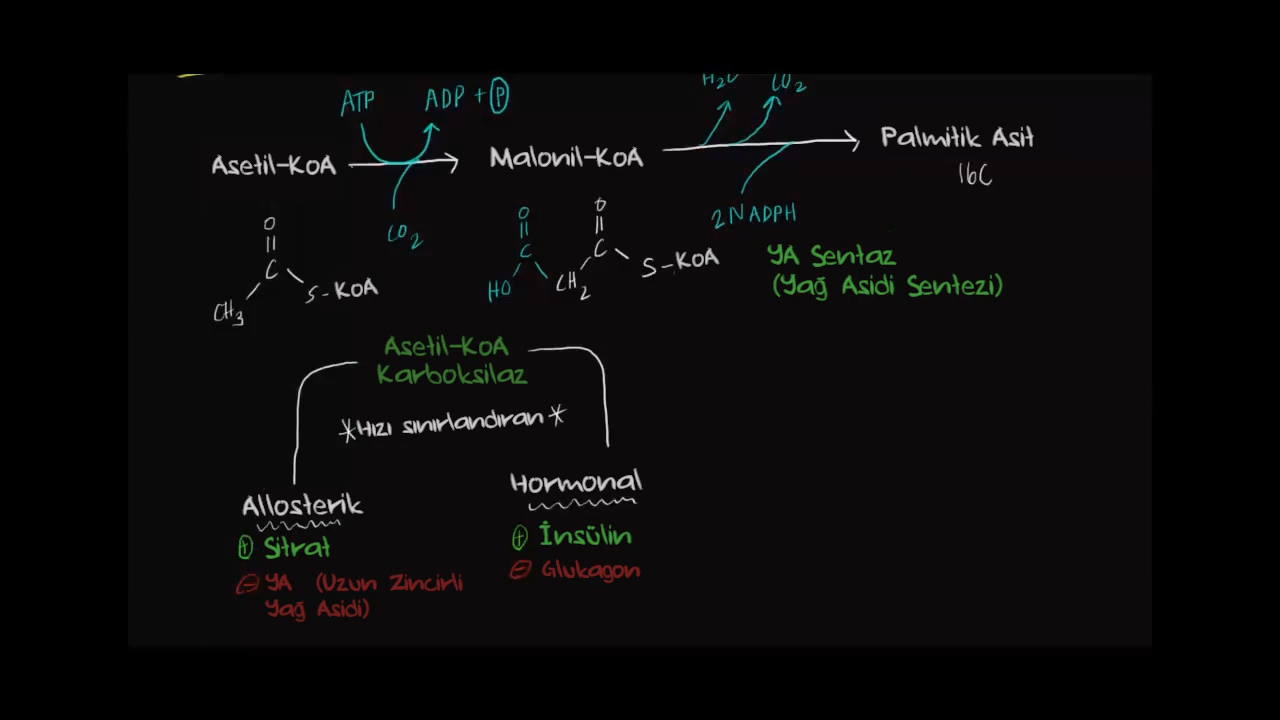 H₂O CO₂
ATP ADP + P
Asetil-KoA Malonil-KoA Palmitik Asit
16C
CO₂ 2NADPH
O O O
C C C
S-KoA S-KoA
CH₃ HO CH₂
YA Sentaz
(Yağ Asidi Sentezi)
Asetil-KoA
Karboksilaz
*Hızı sınırlandıran*
Allosterik
+ Sitrat
- YA (Uzun Zincirli
Yağ Asidi)
Hormonal
+ İnsülin
- Glukagon